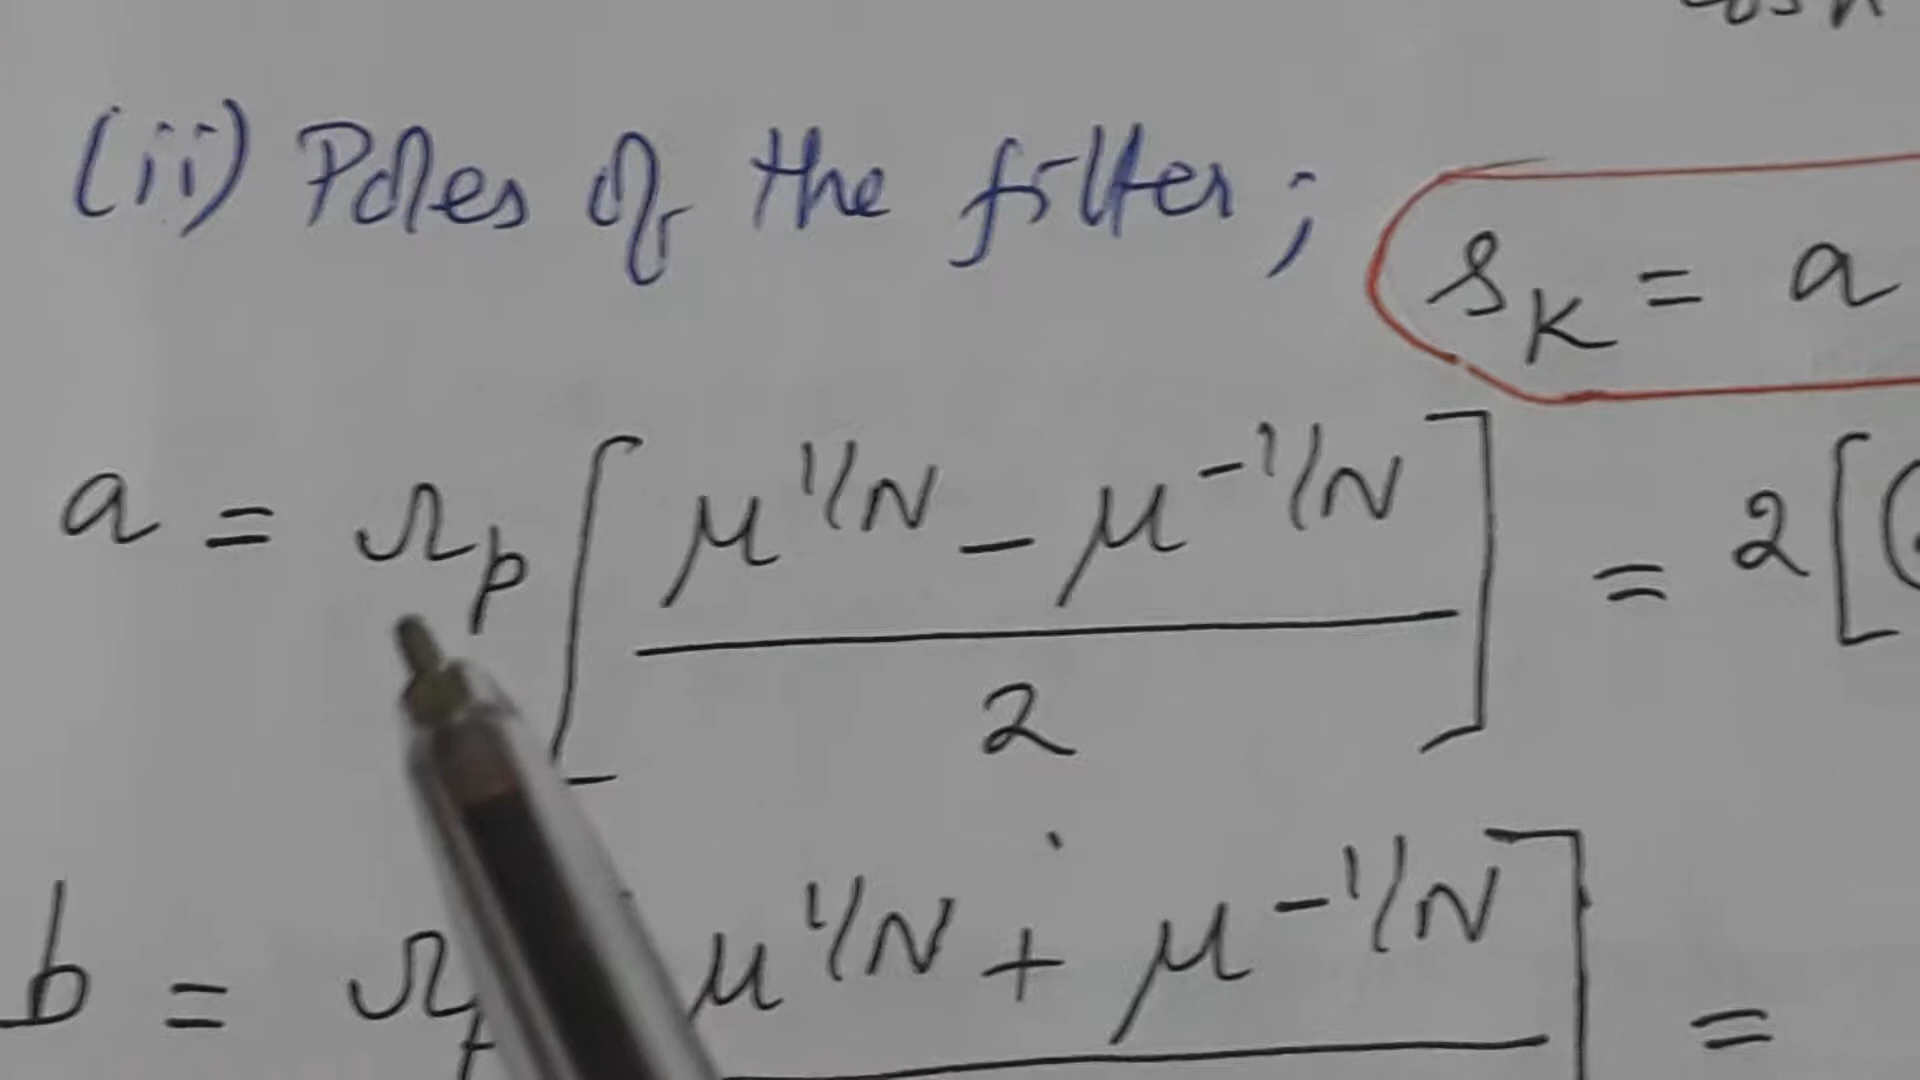 (ii) Poles of the filter; s_K = a
a = Ω_p [ (μ^{1/N} - μ^{-1/N}) / 2 ] = 2[(
b = Ω [ μ^{1/N} + μ^{-1/N} ] =